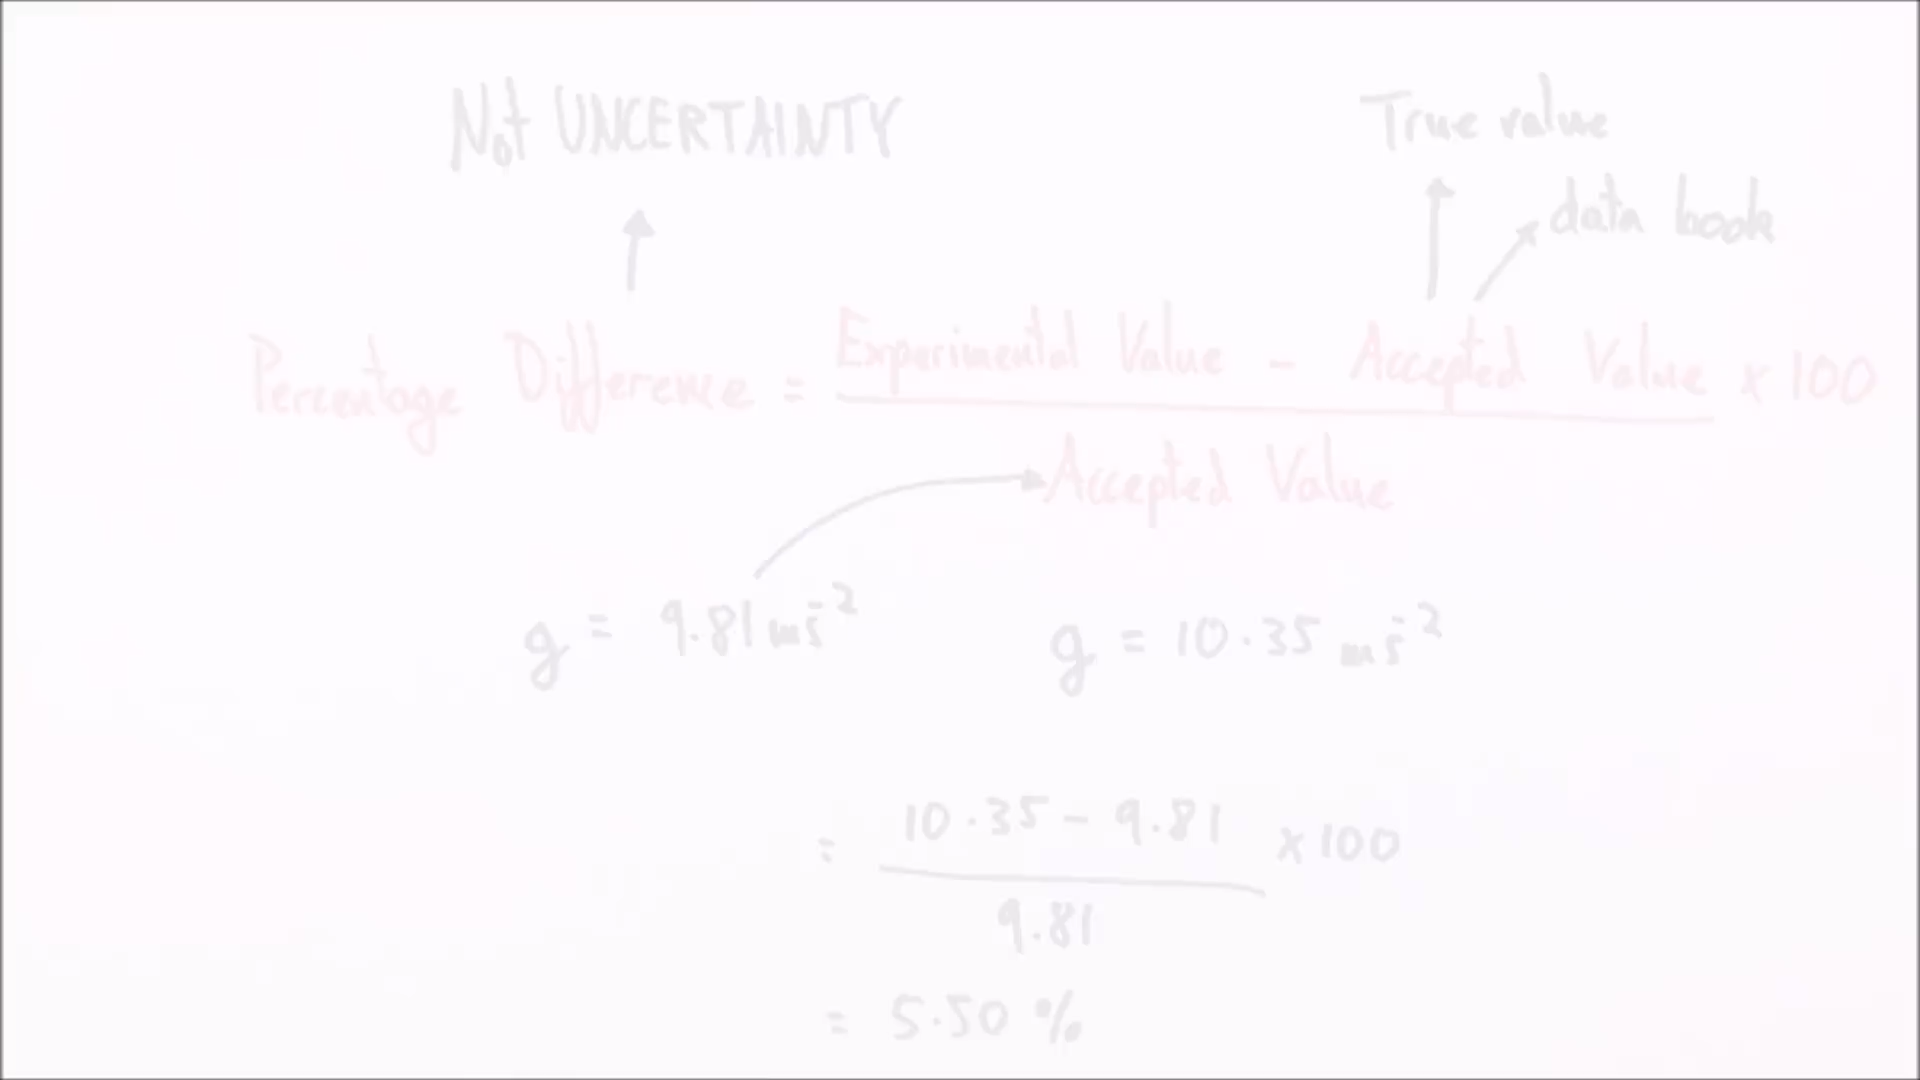 Not UNCERTAINTY
True value
data book
Percentage Difference = Experimental Value - Accepted Value x 100
Accepted Value
g = 9.81 ms⁻² g = 10.35 ms⁻²
= 10.35 - 9.81 x 100
9.81
= 5.50 %